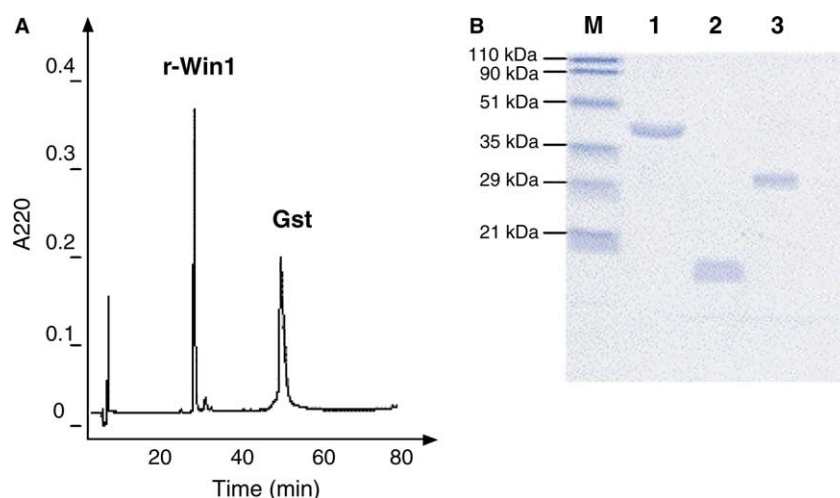 A
r-Win1
Gst
A220
0.4
0.3
0.2
0.1
0
20 40 60 80
Time (min)
B
M 1 2 3
110 kDa
90 kDa
51 kDa
35 kDa
29 kDa
21 kDa